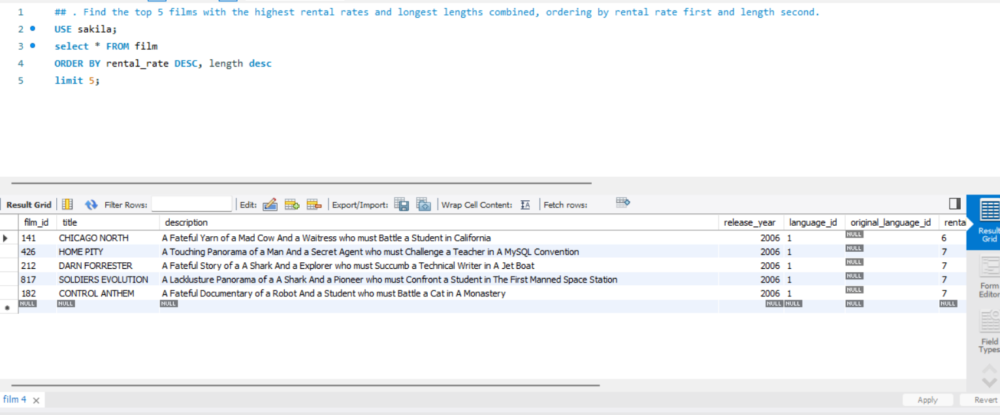 1 ## . Find the top 5 films with the highest rental rates and longest lengths combined, ordering by rental rate first and length second.
2 USE sakila;
3 select * FROM film
4 ORDER BY rental_rate DESC, length desc
5 limit 5;
Result Grid Filter Rows: Edit: Export/Import: Wrap Cell Content: IA Fetch rows:
film_id title description release_year language_id original_language_id renta
141 CHICAGO NORTH A Fateful Yarn of a Mad Cow And a Waitress who must Battle a Student in California 2006 1 NULL 6
426 HOME PITY A Touching Panorama of a Man And a Secret Agent who must Challenge a Teacher in A MySQL Convention 2006 1 NULL 7
212 DARN FORRESTER A Fateful Story of a A Shark And a Explorer who must Succumb a Technical Writer in A Jet Boat 2006 1 NULL 7
817 SOLDIERS EVOLUTION A Lacklusture Panorama of a A Shark And a Pioneer who must Confront a Student in The First Manned Space Station 2006 1 NULL 7
182 CONTROL ANTHEM A Fateful Documentary of a Robot And a Student who must Battle a Cat in A Monastery 2006 1 NULL 7
NULL NULL NULL NULL NULL NULL NULL
Result
Grid
Form
Editor
Field
Types
film 4
Apply Revert